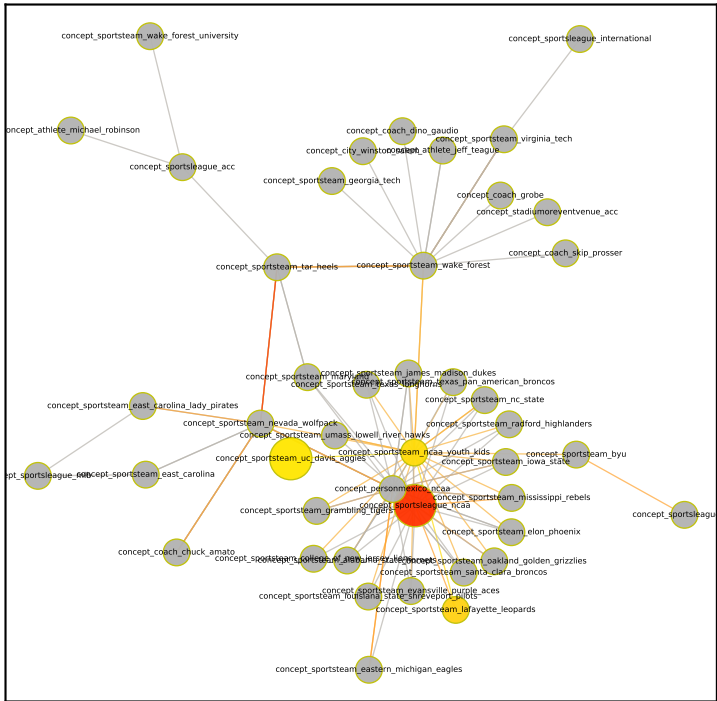 concept_sportsteam_wake_forest_university
concept_sportsleague_international
concept_athlete_michael_robinson
concept_coach_dino_gaudio
concept_sportsteam_virginia_tech
concept_athlete_jeff_teague
concept_sportsleague_acc
concept_sportsteam_georgia_tech
concept_coach_grobe
concept_stadiumoreventvenue_acc
concept_coach_skip_prosser
concept_sportsteam_tar_heels
concept_sportsteam_wake_forest
concept_sportsteam_james_madison_dukes
concept_sportsteam_texas_pan_american_broncos
concept_sportsteam_nc_state
concept_sportsteam_east_carolina_lady_pirates
concept_sportsteam_nevada_wolfpack
concept_sportsteam_radford_highlanders
concept_sportsteam_umass_lowell_river_hawks
concept_sportsteam_ncaa_youth_kids
concept_sportsteam_byu
concept_sportsteam_uc_davis_aggies
concept_sportsteam_iowa_state
concept_sportsteam_east_carolina
concept_personmexico_ncaa
concept_sportsteam_mississippi_rebels
concept_sportsleague_ncaa
concept_sportsteam_grambling_tigers
concept_sportsleague
concept_sportsteam_elon_phoenix
concept_coach_chuck_amato
concept_sportsteam_oakland_golden_grizzlies
concept_sportsteam_santa_clara_broncos
concept_sportsteam_evansville_purple_aces
concept_sportsteam_louisiana_state_shreveport_pilots
concept_sportsteam_lafayette_leopards
concept_sportsteam_eastern_michigan_eagles